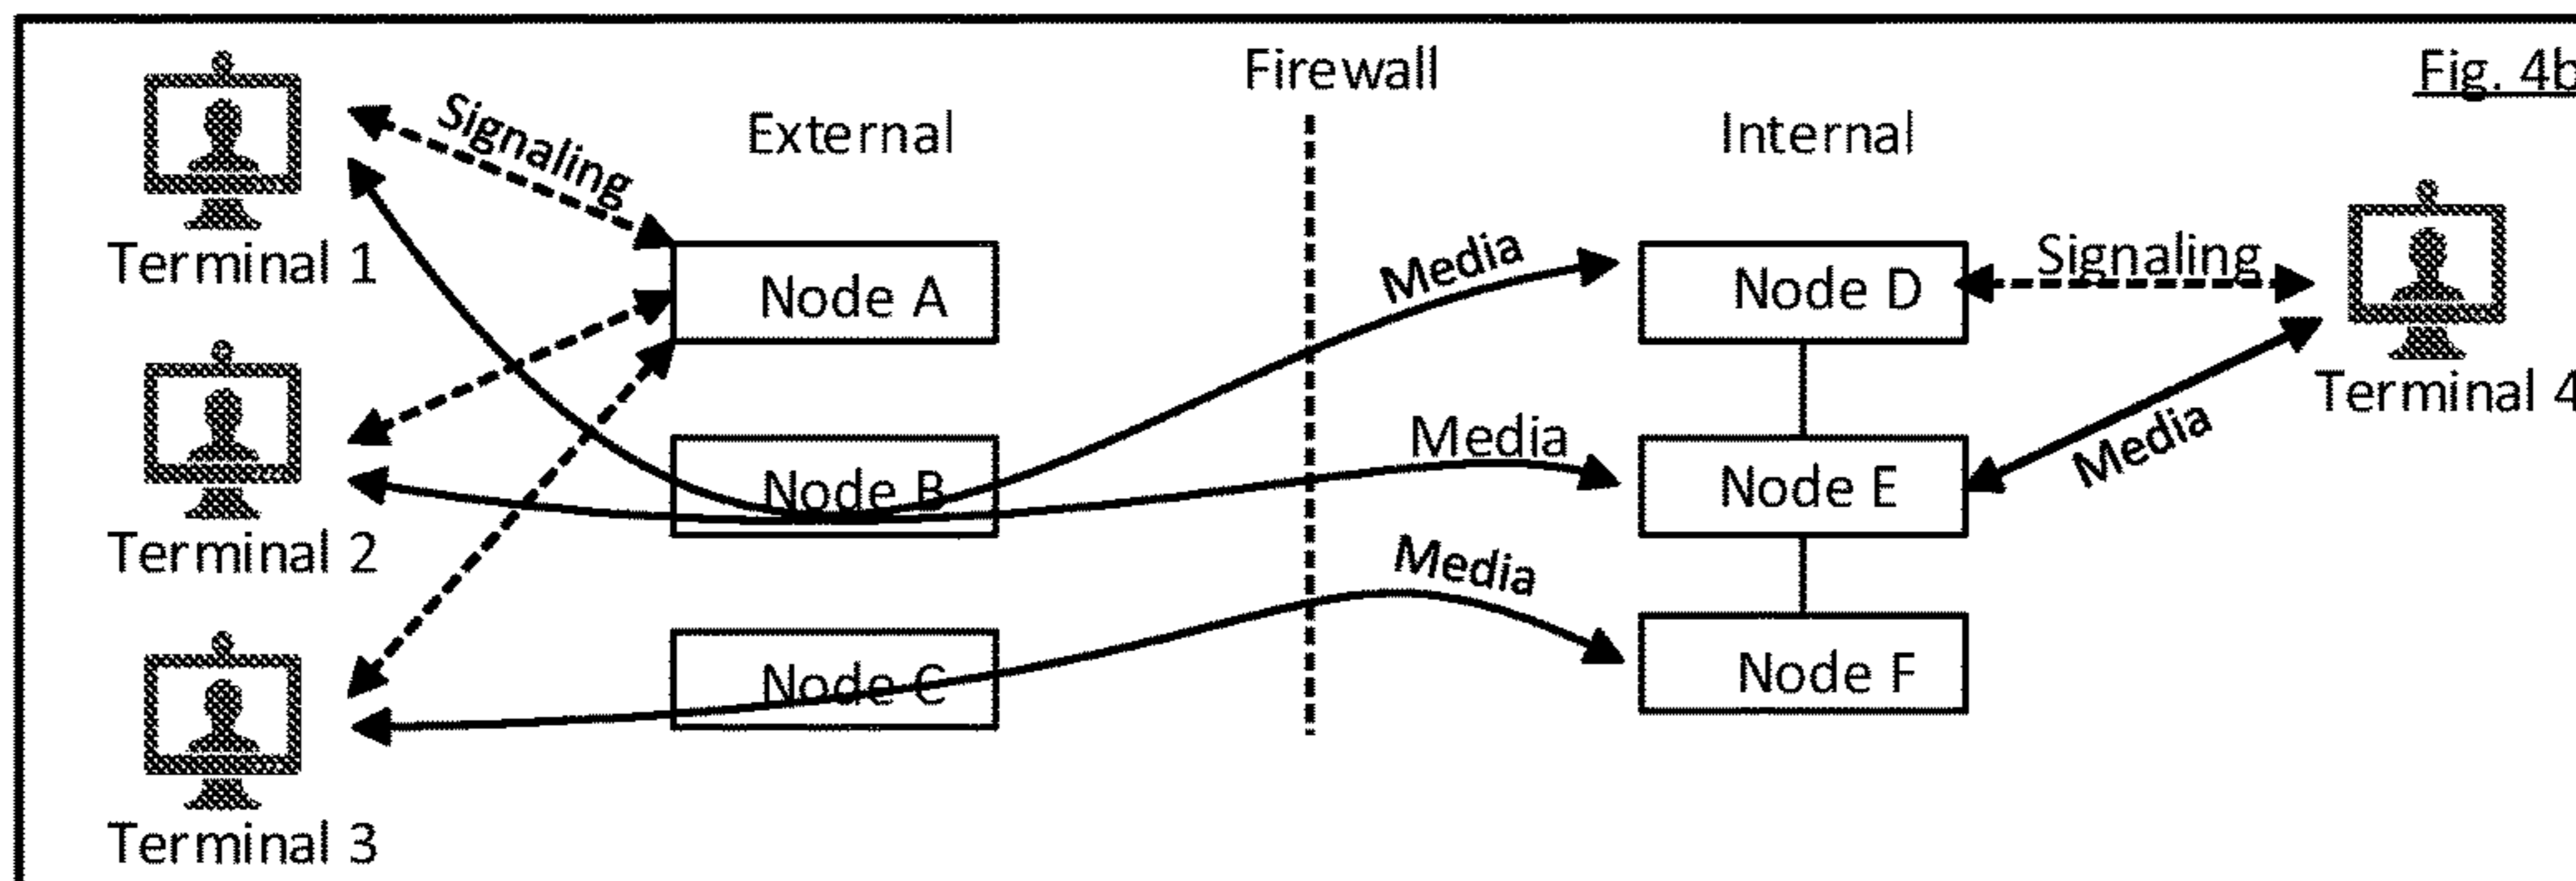 Firewall
Fig. 4b
External
Internal
Signaling
Terminal 1
Node A
Media
Node D
Signaling
Terminal 4
Media
Node B
Media
Node E
Terminal 2
Media
Node C
Node F
Terminal 3